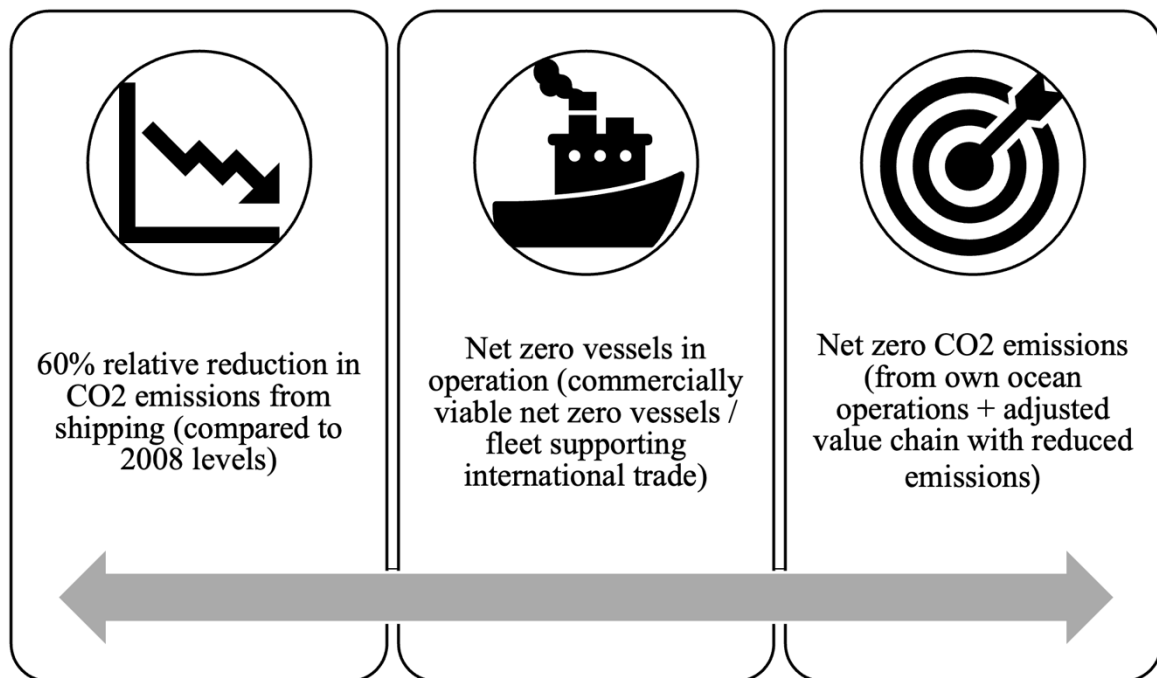 60% relative reduction in
CO2 emissions from
shipping (compared to
2008 levels)
Net zero vessels in
operation (commercially
viable net zero vessels /
fleet supporting
international trade)
Net zero CO2 emissions
(from own ocean
operations + adjusted
value chain with reduced
emissions)